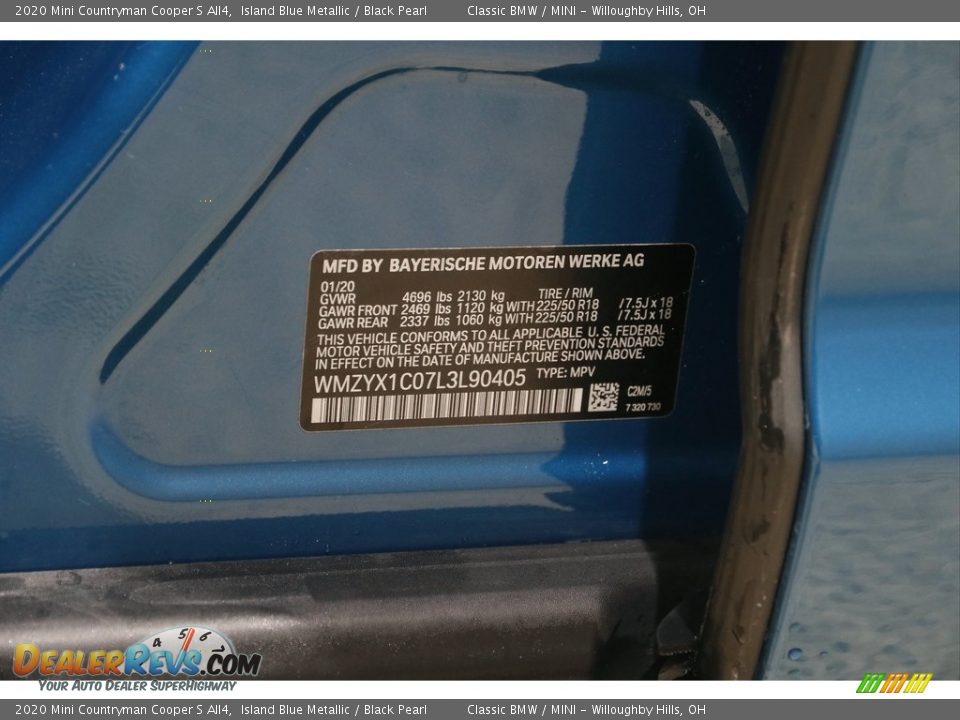 2020 Mini Countryman Cooper S All4, Island Blue Metallic / Black Pearl Classic BMW / MINI - Willoughby Hills, OH
MFD BY BAYERISCHE MOTOREN WERKE AG
01/20 TIRE / RIM
GVWR 4696 lbs 2130 kg
GAWR FRONT 2469 lbs 1120 kg WITH 225/50 R18 /7.5J x 18
GAWR REAR 2337 lbs 1060 kg WITH 225/50 R18 /7.5J x 18
THIS VEHICLE CONFORMS TO ALL APPLICABLE U. S. FEDERAL
MOTOR VEHICLE SAFETY AND THEFT PREVENTION STANDARDS
IN EFFECT ON THE DATE OF MANUFACTURE SHOWN ABOVE.
WMZYX1C07L3L90405 TYPE: MPV
C2M/5
7 320 730
4 5 6
DEALERREVS.COM
YOUR AUTO DEALER SUPERHIGHWAY
2020 Mini Countryman Cooper S All4, Island Blue Metallic / Black Pearl Classic BMW / MINI - Willoughby Hills, OH